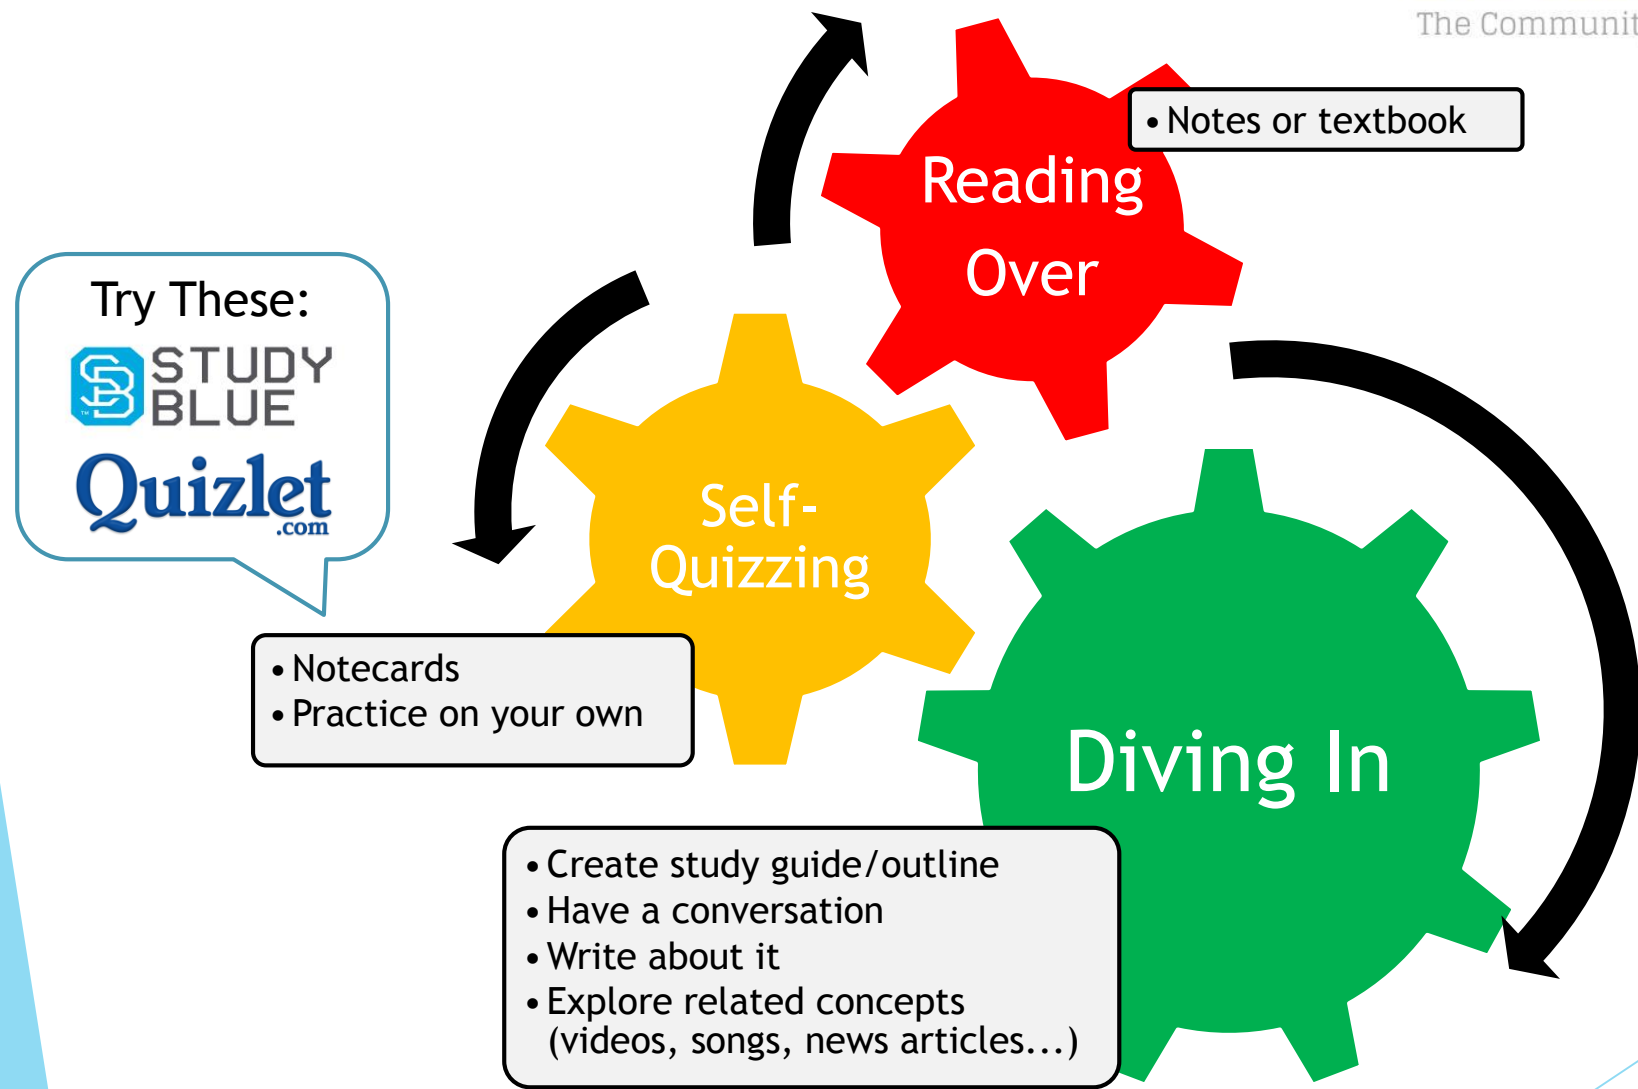 The Communit
• Notes or textbook
Reading
Over
Try These:
STUDY
BLUE
Quizlet
.com
Self-
Quizzing
• Notecards
• Practice on your own
Diving In
• Create study guide/outline
• Have a conversation
• Write about it
• Explore related concepts
(videos, songs, news articles...)